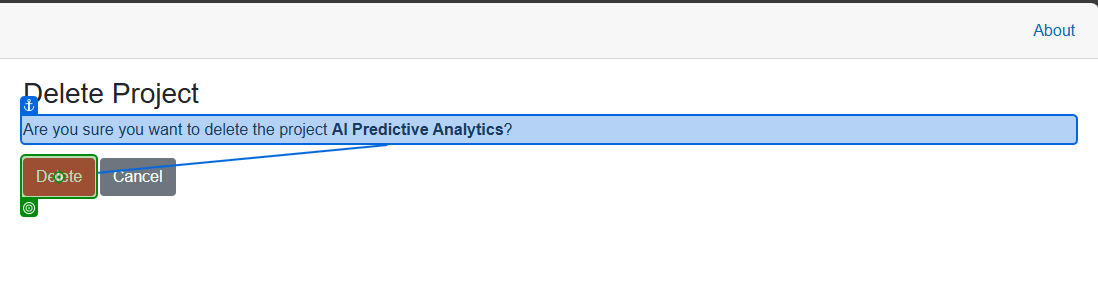 About
Delete Project
Are you sure you want to delete the project AI Predictive Analytics?
Delete Cancel